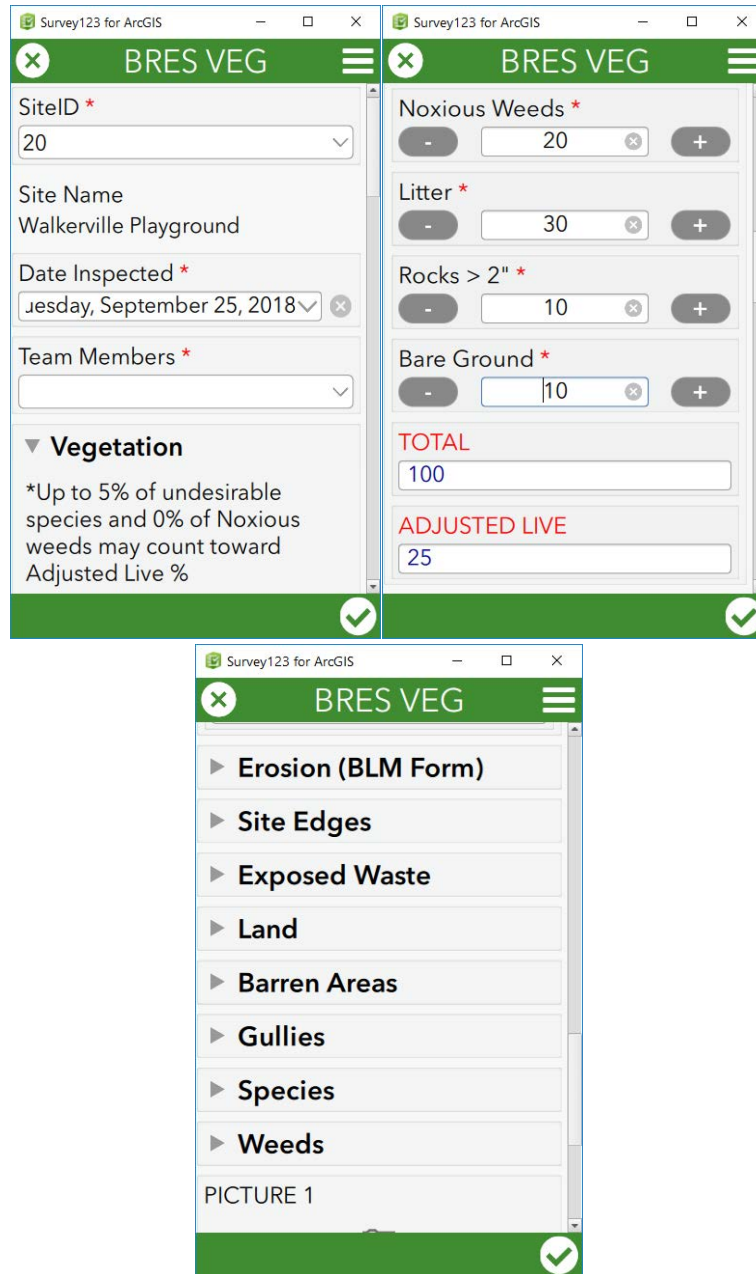 Survey123 for ArcGIS
BRES VEG
SiteID *
20
Site Name
Walkerville Playground
Date Inspected *
September 25, 2018
Team Members *
Vegetation
*Up to 5% of undesirable
species and 0% of Noxious
weeds may count toward
Adjusted Live %
Survey123 for ArcGIS
BRES VEG
Noxious Weeds *
- 20 +
Litter *
- 30 +
Rocks > 2" *
- 10 +
Bare Ground *
- 10 +
TOTAL
100
ADJUSTED LIVE
25
Survey123 for ArcGIS
BRES VEG
Erosion (BLM Form)
Site Edges
Exposed Waste
Land
Barren Areas
Gullies
Species
Weeds
PICTURE 1